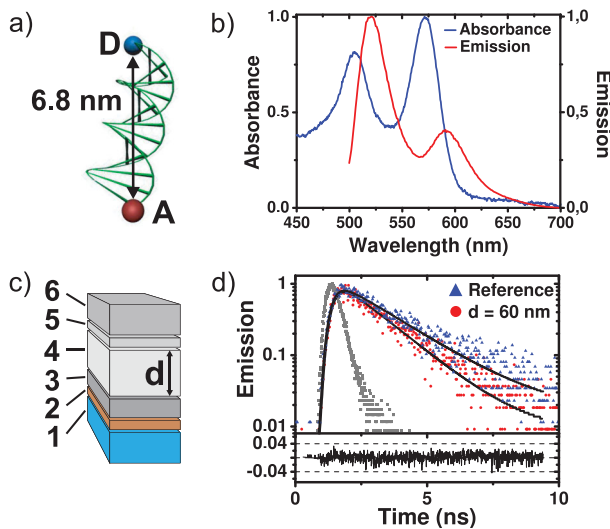 a)
D
6.8 nm
A
b)
Absorbance
Emission
Absorbance
Emission
1.0
0.5
0.0
1,0
0,5
0,0
450 500 550 600 650 700
Wavelength (nm)
c)
6
5
4
3
2
1
d
d)
Reference
d = 60 nm
Emission
1
0.1
0.01
0.04
-0.04
0 5 10
Time (ns)